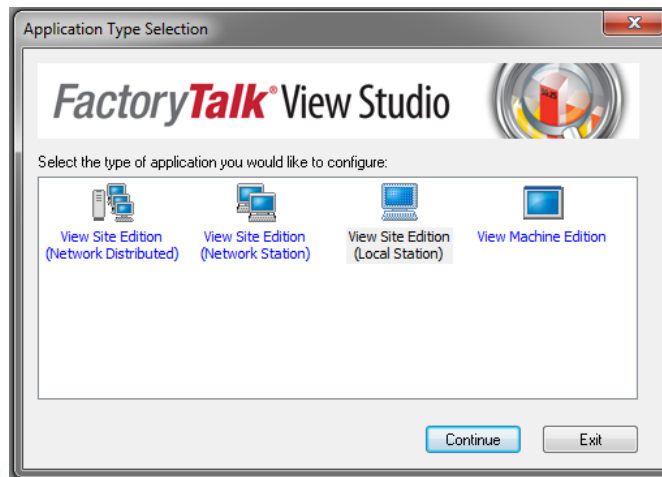 Application Type Selection
FactoryTalk® View Studio
Select the type of application you would like to configure:
View Site Edition
(Network Distributed)
View Site Edition
(Network Station)
View Site Edition
(Local Station)
View Machine Edition
Continue
Exit